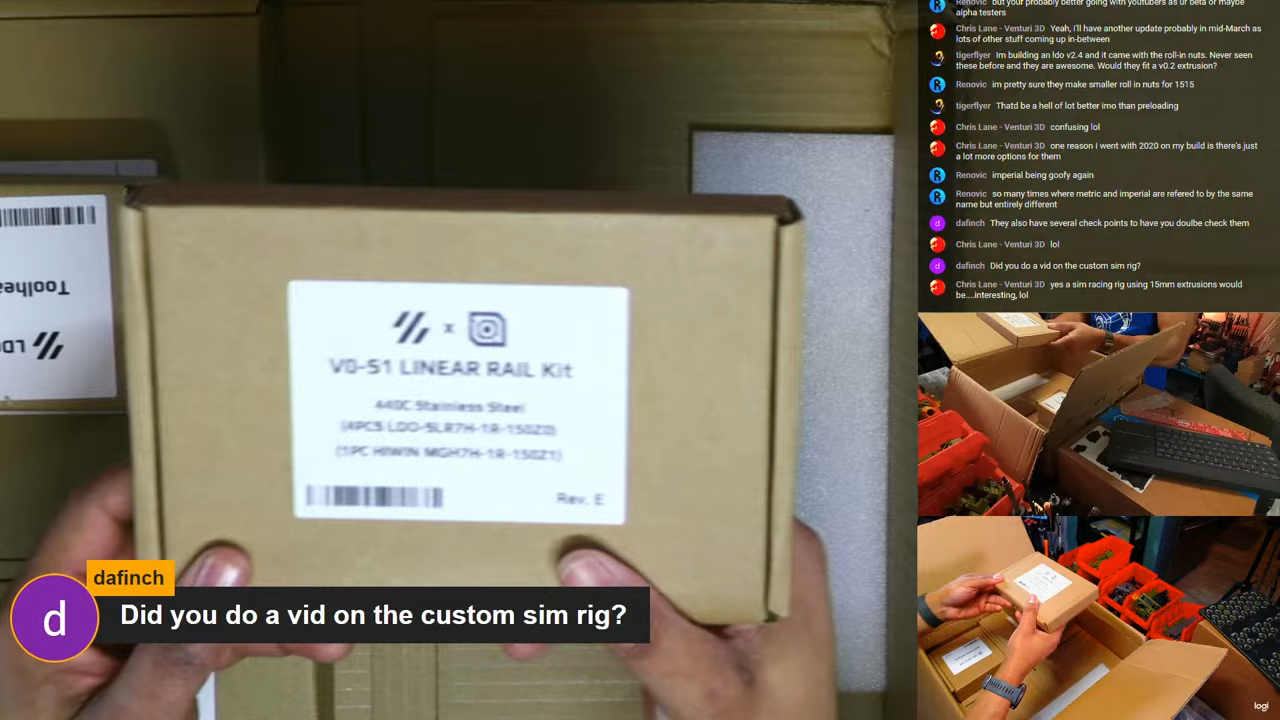 V0-S1 LINEAR RAIL Kit
440C Stainless Steel
(4PCS LDO-SLR7H-1R-150Z0)
(1PC HIWIN MGH7H-1R-150Z1)
Rev. E
Toolhea
LD
dafinch
d
Did you do a vid on the custom sim rig?
Renovic but your probably better going with youtubers as ur beta or maybe
alpha testers
Chris Lane - Venturi 3D Yeah, I'll have another update probably in mid-March as
lots of other stuff coming up in-between
tigerflyer Im building an ldo v2.4 and it came with the roll-in nuts. Never seen
these before and they are awesome. Would they fit a v0.2 extrusion?
Renovic im pretty sure they make smaller roll in nuts for 1515
tigerflyer Thatd be a hell of lot better imo than preloading
Chris Lane - Venturi 3D confusing lol
Chris Lane - Venturi 3D one reason I went with 2020 on my build is there's just
a lot more options for them
Renovic imperial being goofy again
Renovic so many times where metric and imperial are refered to by the same
name but entirely different
dafinch They also have several check points to have you doulbe check them
Chris Lane - Venturi 3D lol
dafinch Did you do a vid on the custom sim rig?
Chris Lane - Venturi 3D yes a sim racing rig using 15mm extrusions would
be....interesting, lol
logi